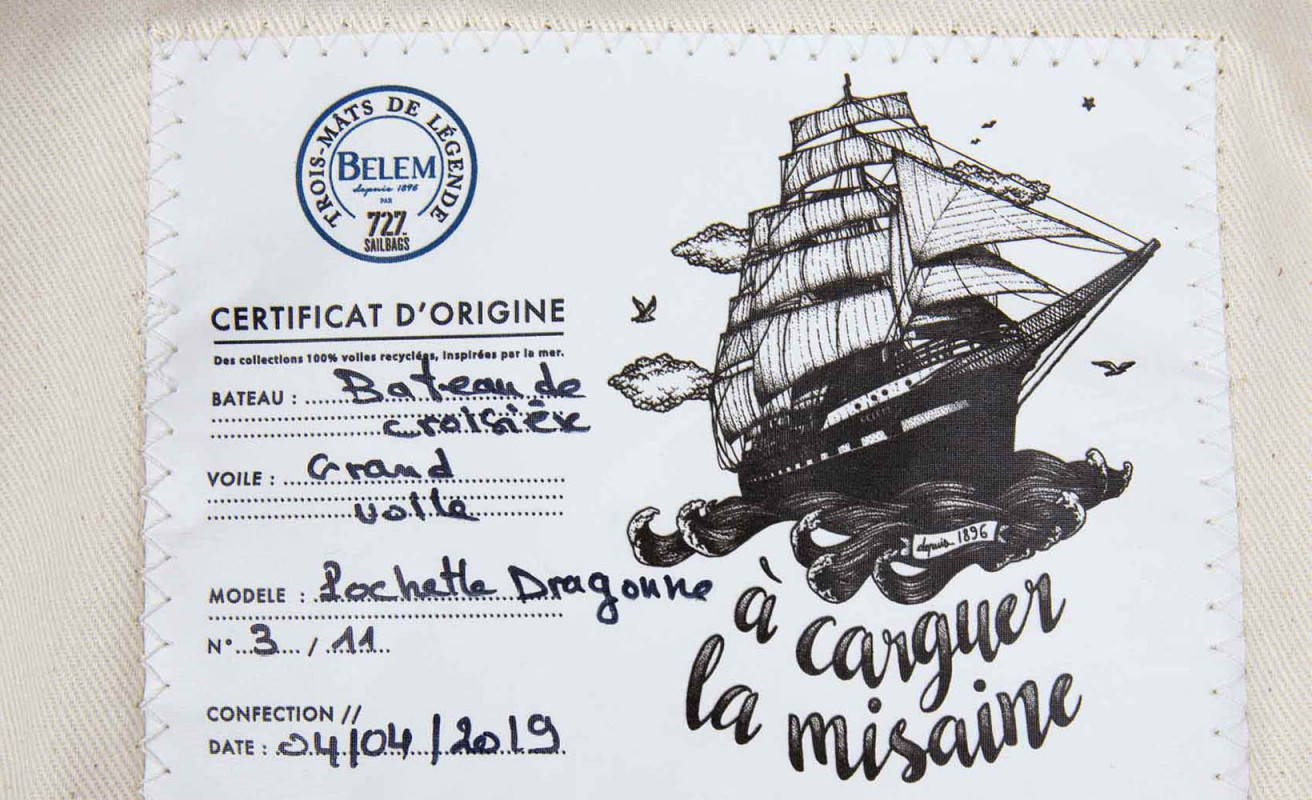 TROIS-MÂTS DE LÉGENDE
BELEM
depuis 1896
PAR
727
SAILBAGS
CERTIFICAT D'ORIGINE
Des collections 100% voiles recyclées, inspirées par la mer.
BATEAU : Bateau de
croisière
VOILE : Grand
voile
MODELE : Pochette Dragonne
N° 3 / 11
CONFECTION //
DATE : 04/04/2019
depuis 1896
à carguer
la misaine